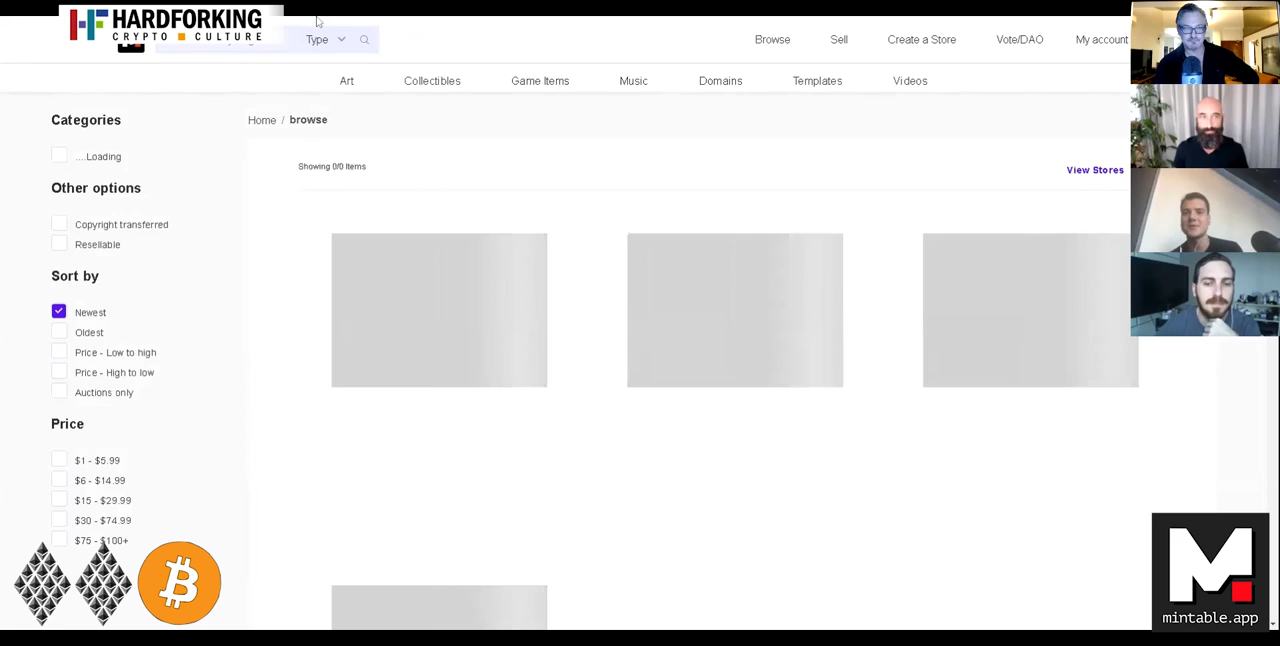 HARDFORKING
CRYPTO CULTURE
Type
Browse
Sell
Create a Store
Vote/DAO
My account
Art
Collectibles
Game Items
Music
Domains
Templates
Videos
Categories
....Loading
Other options
Copyright transferred
Resellable
Sort by
Newest
Oldest
Price - Low to high
Price - High to low
Auctions only
Price
$1 - $5.99
$6 - $14.99
$15 - $29.99
$30 - $74.99
$75 - $100+
Home / browse
Showing 0/0 Items
View Stores
mintable.app